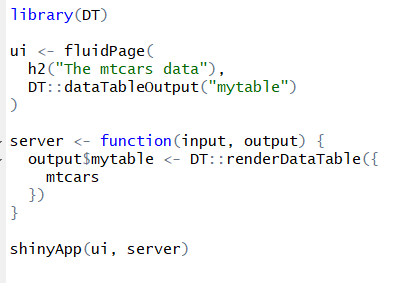 library(DT)
ui <- fluidPage(
h2("The mtcars data"),
DT::dataTableOutput("mytable")
)
server <- function(input, output) {
output$mytable <- DT::renderDataTable({
mtcars
})
}
shinyApp(ui, server)